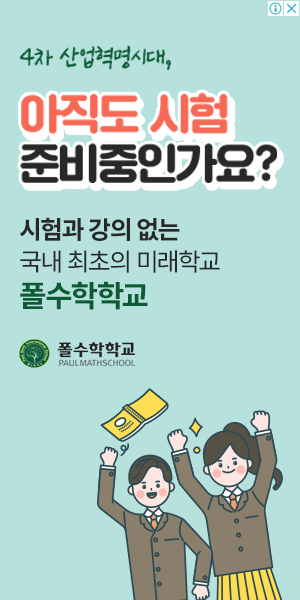 4차 산업혁명시대,
아직도 시험
준비중인가요?
시험과 강의 없는
국내 최초의 미래학교
폴수학학교
폴수학학교
PAULMATHSCHOOL